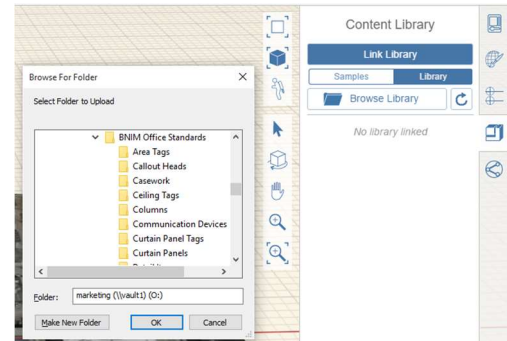 Content Library
Link Library
Samples
Library
Browse Library
No library linked
Browse For Folder
Select Folder to Upload
BNIM Office Standards
Area Tags
Callout Heads
Casework
Ceiling Tags
Columns
Communication Devices
Curtain Panel Tags
Curtain Panels
Folder:
marketing (\\vault1) (O:)
Make New Folder
OK
Cancel